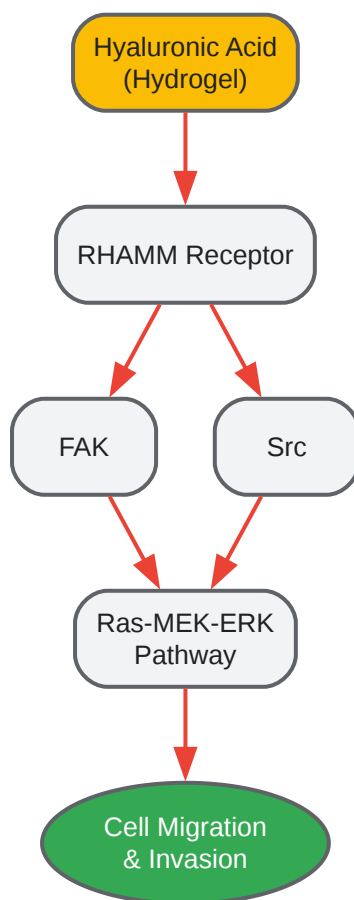 Hyaluronic Acid
(Hydrogel)
RHAMM Receptor
FAK
Src
Ras-MEK-ERK
Pathway
Cell Migration
& Invasion